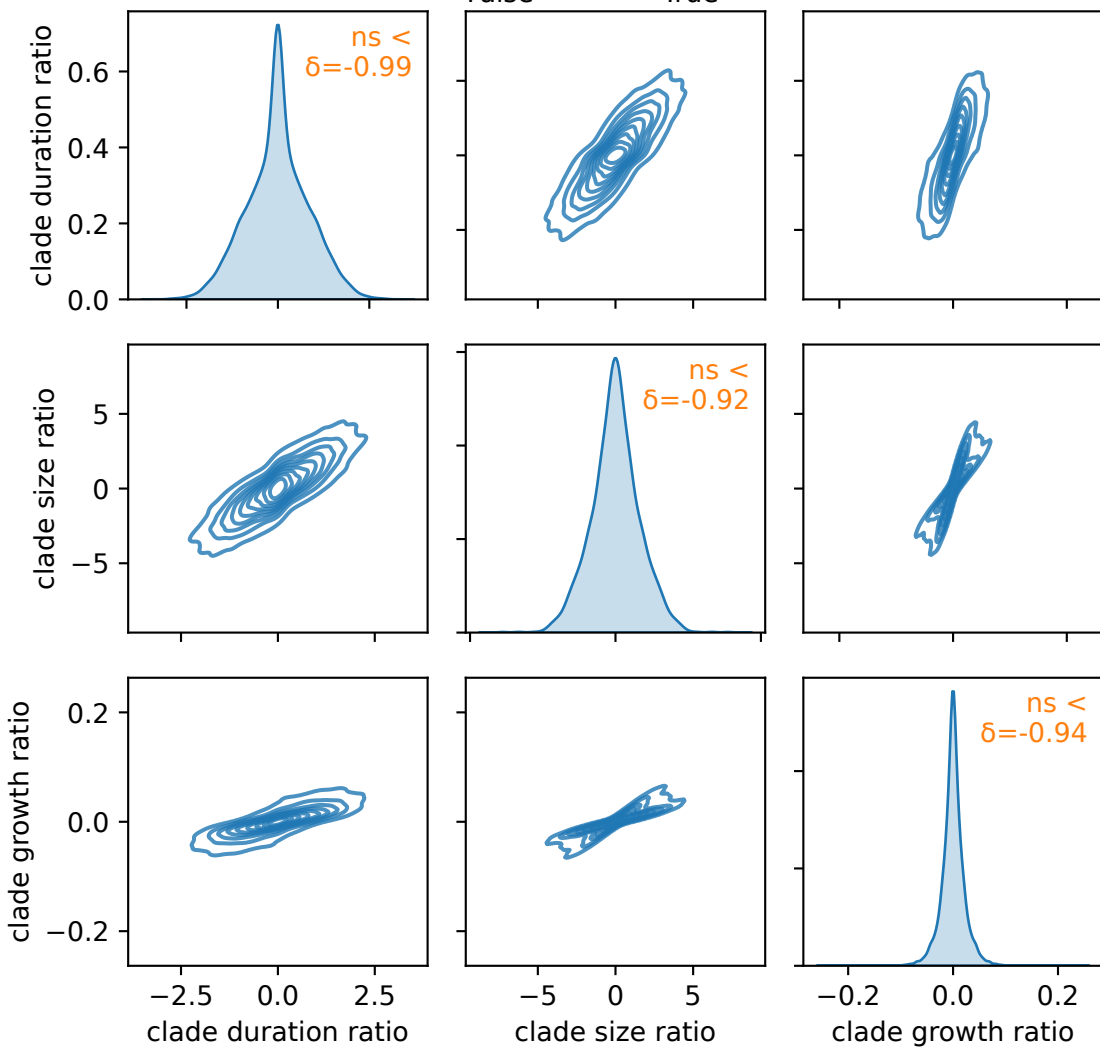 clade duration ratio
0.6
0.4
0.2
0.0
ns <
δ=-0.99
clade size ratio
5
0
−5
ns <
δ=-0.92
clade growth ratio
0.2
0.0
−0.2
ns <
δ=-0.94
−2.5 0.0 2.5
−5 0 5
−0.2 0.0 0.2
clade duration ratio
clade size ratio
clade growth ratio